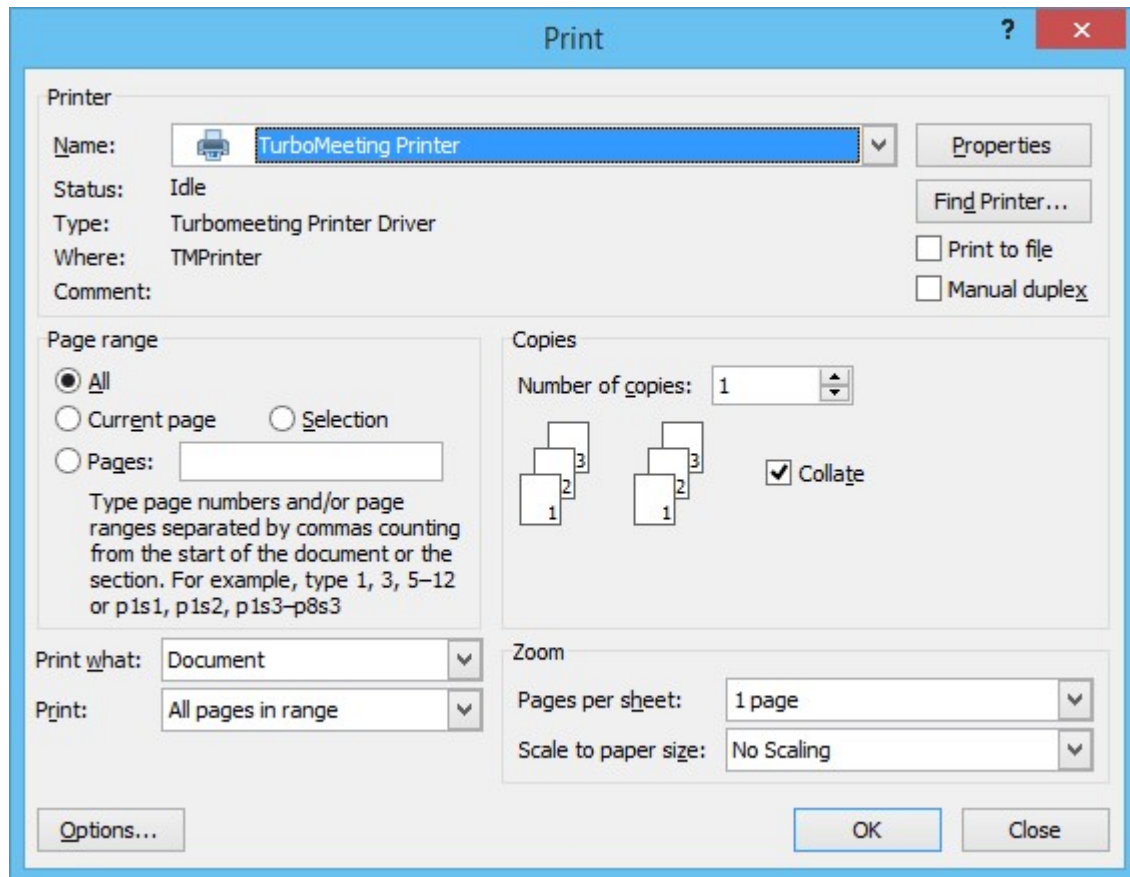 Print
?
Printer
Name: TurboMeeting Printer
Properties
Status: Idle
Find Printer...
Type: Turbomeeting Printer Driver
Print to file
Where: TMPrinter
Manual duplex
Comment:
Page range
All
Current page Selection
Pages:
Type page numbers and/or page
ranges separated by commas counting
from the start of the document or the
section. For example, type 1, 3, 5–12
or p1s1, p1s2, p1s3–p8s3
Copies
Number of copies: 1
3 3
2 2
1 1
Collate
Print what: Document
Print: All pages in range
Zoom
Pages per sheet: 1 page
Scale to paper size: No Scaling
Options...
OK
Close